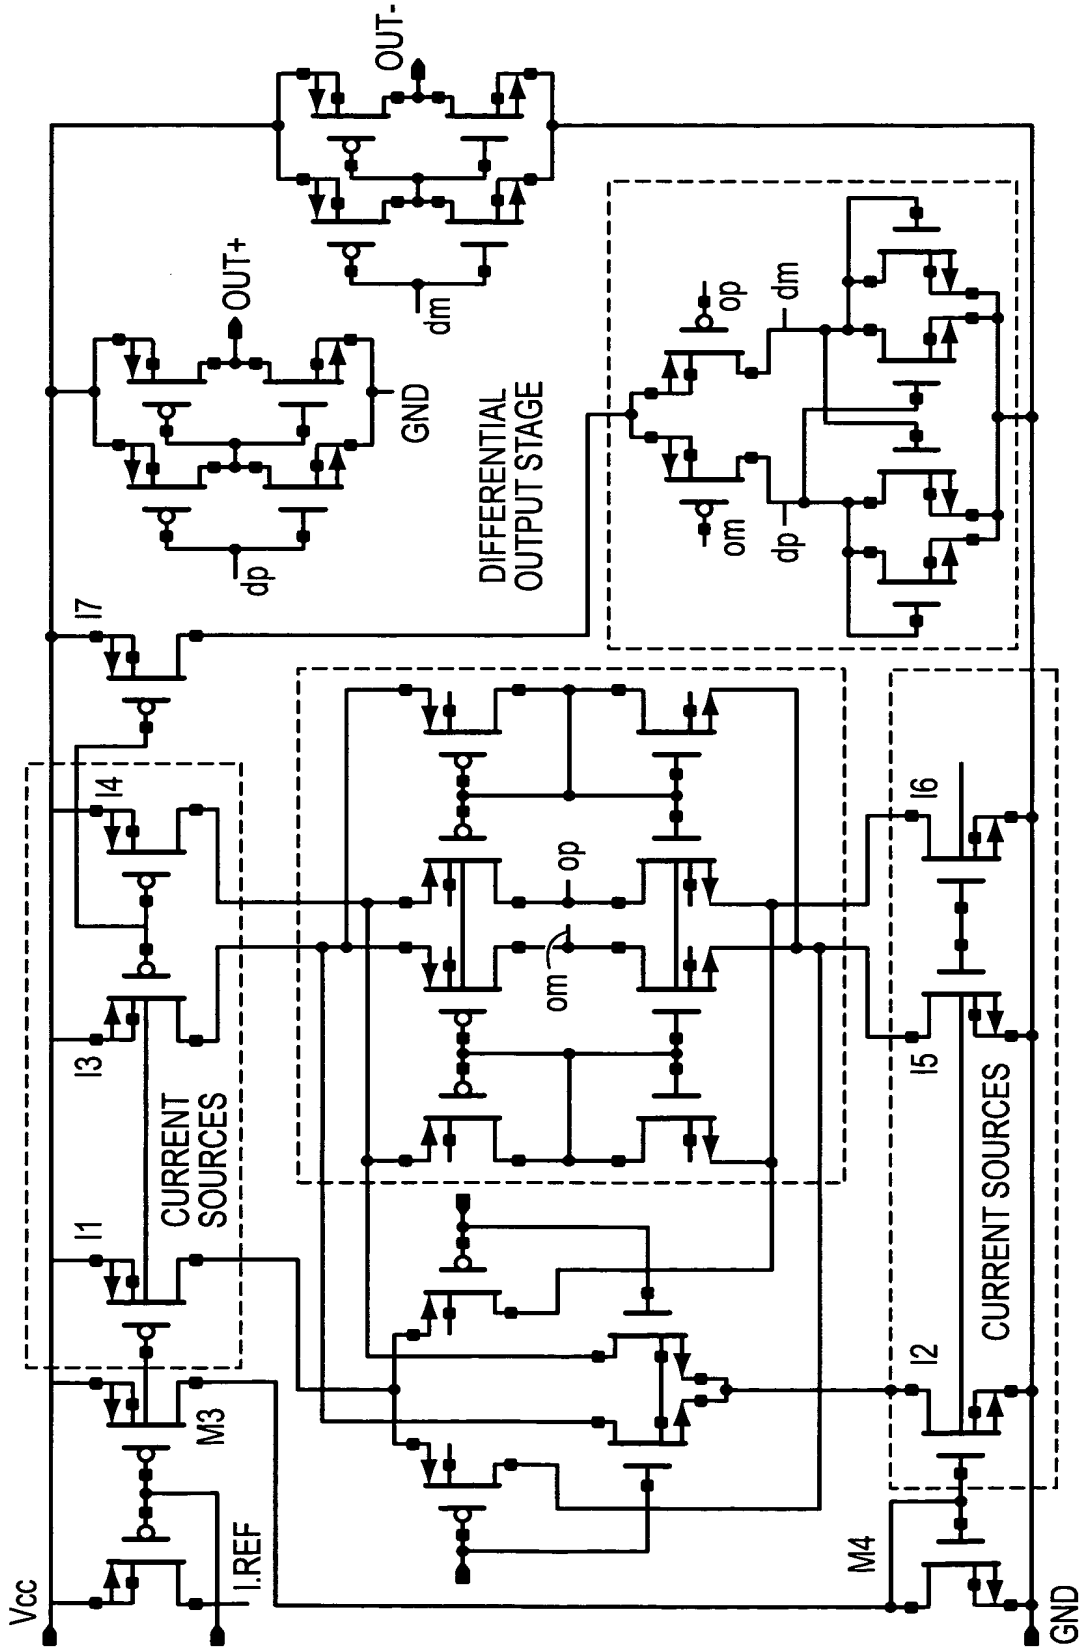 Vcc
I.REF
M3
I1
CURRENT
SOURCES
I3
I4
I7
dp
OUT+
GND
dm
OUT-
DIFFERENTIAL
OUTPUT STAGE
om
op
om
op
dp
dm
M4
I2
CURRENT SOURCES
I5
I6
GND